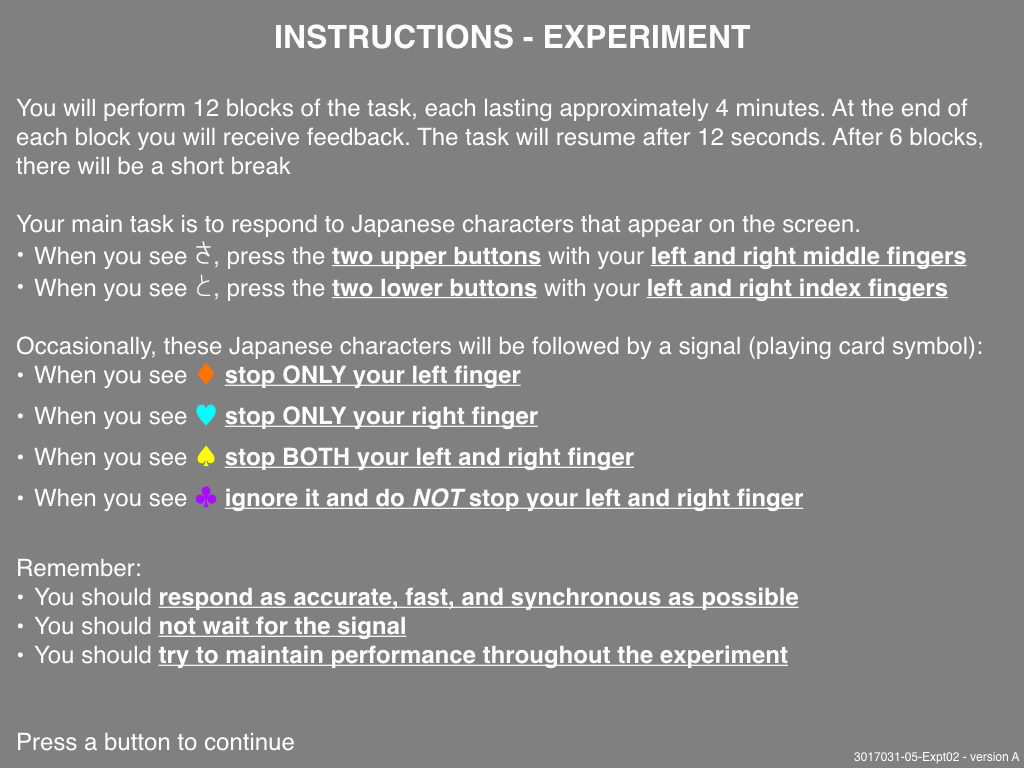 INSTRUCTIONS - EXPERIMENT
You will perform 12 blocks of the task, each lasting approximately 4 minutes. At the end of
each block you will receive feedback. The task will resume after 12 seconds. After 6 blocks,
there will be a short break
Your main task is to respond to Japanese characters that appear on the screen.
• When you see さ, press the two upper buttons with your left and right middle fingers
• When you see と, press the two lower buttons with your left and right index fingers
Occasionally, these Japanese characters will be followed by a signal (playing card symbol):
• When you see ♦ stop ONLY your left finger
• When you see ♥ stop ONLY your right finger
• When you see ♠ stop BOTH your left and right finger
• When you see ♣ ignore it and do NOT stop your left and right finger
Remember:
• You should respond as accurate, fast, and synchronous as possible
• You should not wait for the signal
• You should try to maintain performance throughout the experiment
Press a button to continue
3017031-05-Expt02 - version A